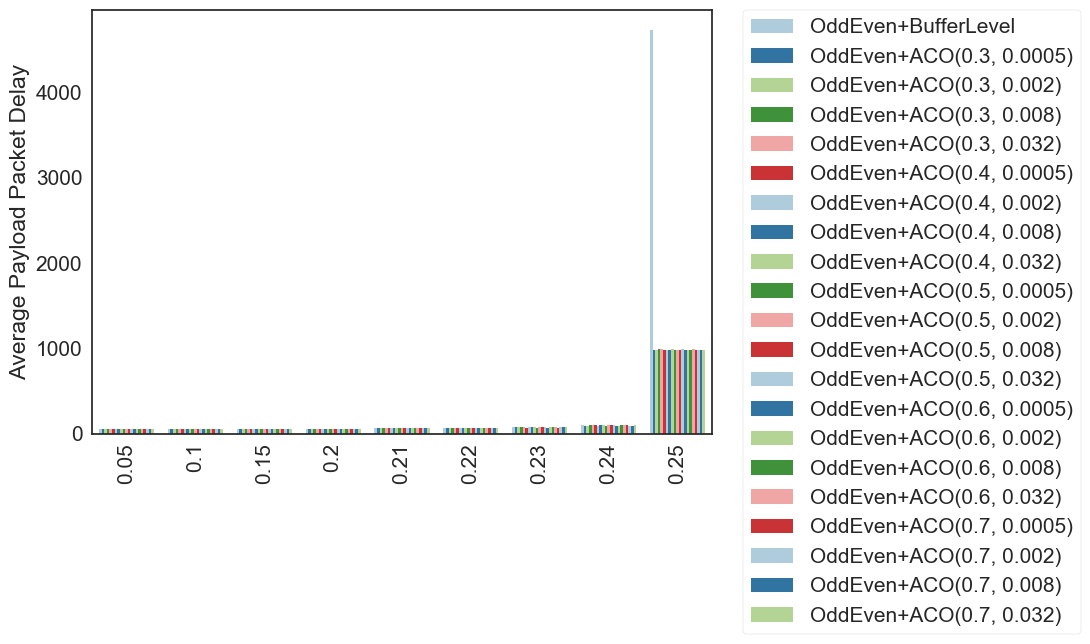 Average Payload Packet Delay
4000
3000
2000
1000
0
0.05
0.1
0.15
0.2
0.21
0.22
0.23
0.24
0.25
OddEven+BufferLevel
OddEven+ACO(0.3, 0.0005)
OddEven+ACO(0.3, 0.002)
OddEven+ACO(0.3, 0.008)
OddEven+ACO(0.3, 0.032)
OddEven+ACO(0.4, 0.0005)
OddEven+ACO(0.4, 0.002)
OddEven+ACO(0.4, 0.008)
OddEven+ACO(0.4, 0.032)
OddEven+ACO(0.5, 0.0005)
OddEven+ACO(0.5, 0.002)
OddEven+ACO(0.5, 0.008)
OddEven+ACO(0.5, 0.032)
OddEven+ACO(0.6, 0.0005)
OddEven+ACO(0.6, 0.002)
OddEven+ACO(0.6, 0.008)
OddEven+ACO(0.6, 0.032)
OddEven+ACO(0.7, 0.0005)
OddEven+ACO(0.7, 0.002)
OddEven+ACO(0.7, 0.008)
OddEven+ACO(0.7, 0.032)